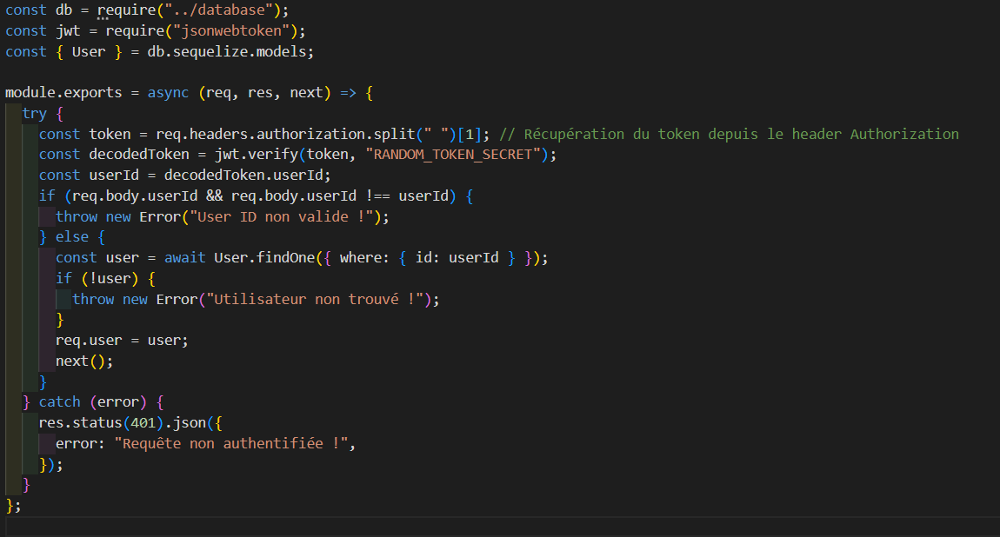 const db = require("../database");
const jwt = require("jsonwebtoken");
const { User } = db.sequelize.models;
module.exports = async (req, res, next) => {
try {
const token = req.headers.authorization.split(" ")[1]; // Récupération du token depuis le header Authorization
const decodedToken = jwt.verify(token, "RANDOM_TOKEN_SECRET");
const userId = decodedToken.userId;
if (req.body.userId && req.body.userId !== userId) {
throw new Error("User ID non valide !");
} else {
const user = await User.findOne({ where: { id: userId } });
if (!user) {
throw new Error("Utilisateur non trouvé !");
}
req.user = user;
next();
}
} catch (error) {
res.status(401).json({
error: "Requête non authentifiée !",
});
}
};